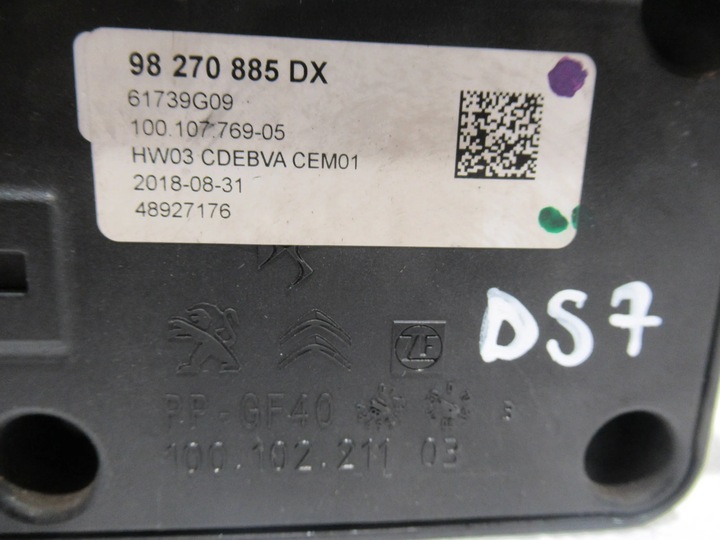 98 270 885 DX
61739G09
100.107.769-05
HW03 CDEBVA CEM01
2018-08-31
48927176
DS7
ZF
PP-GF40
100.102.211 03